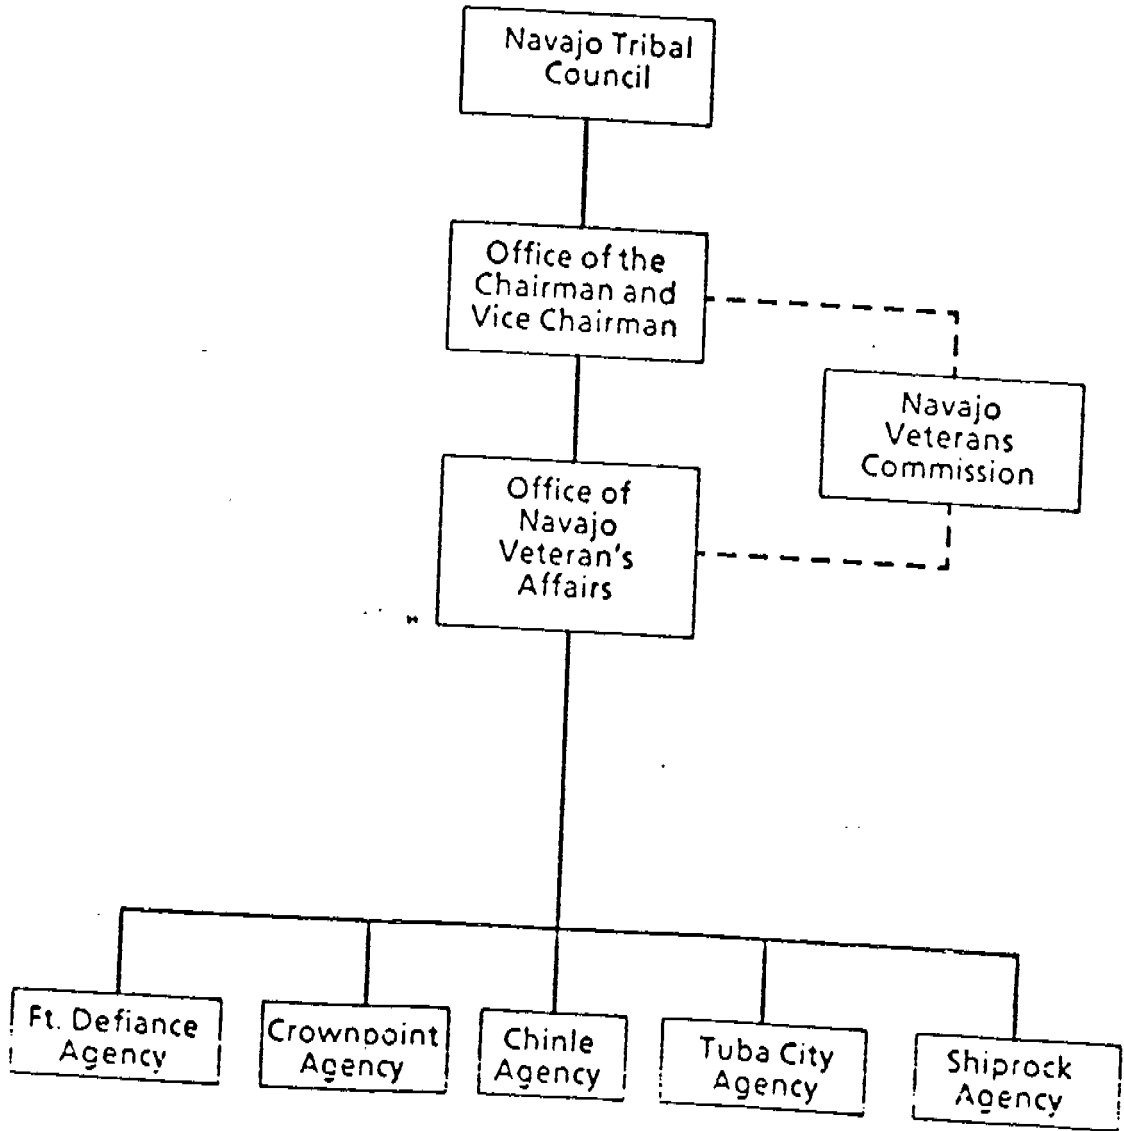 Navajo Tribal
Council
Office of the
Chairman and
Vice Chairman
Navajo
Veterans
Commission
Office of
Navajo
Veteran's
Affairs
Ft. Defiance
Agency
Crownpoint
Agency
Chinle
Agency
Tuba City
Agency
Shiprock
Agency